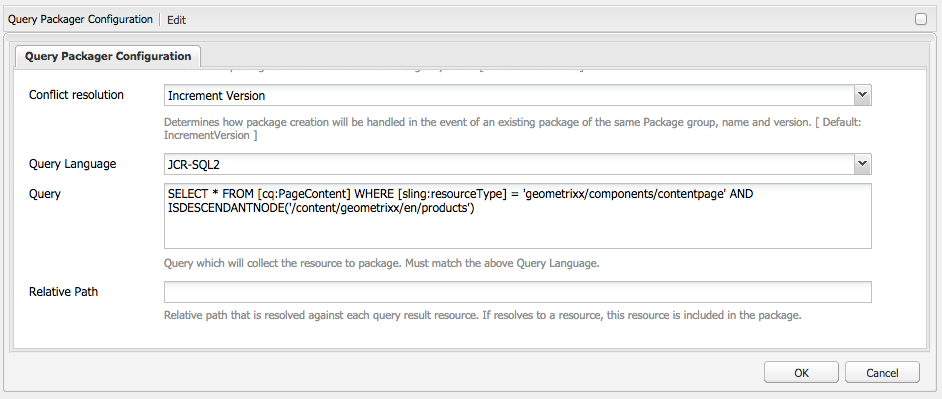 Query Packager Configuration | Edit
Query Packager Configuration
Conflict resolution
Increment Version
Determines how package creation will be handled in the event of an existing package of the same Package group, name and version. [ Default:
IncrementVersion ]
Query Language
JCR-SQL2
Query
SELECT * FROM [cq:PageContent] WHERE [sling:resourceType] = 'geometrixx/components/contentpage' AND
ISDESCENDANTNODE('/content/geometrixx/en/products')
Query which will collect the resource to package. Must match the above Query Language.
Relative Path
Relative path that is resolved against each query result resource. If resolves to a resource, this resource is included in the package.
OK
Cancel